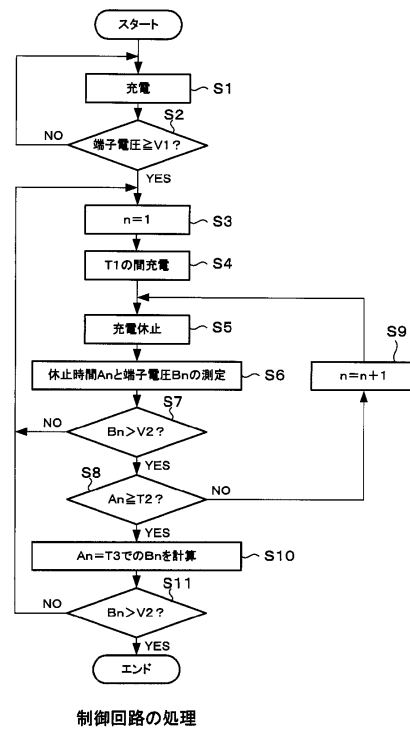 スタート
充電
S1
S2
端子電圧≧V1?
NO
YES
n=1
S3
T1の間充電
S4
充電休止
S5
S9
n=n+1
休止時間Anと端子電圧Bnの測定
S6
S7
Bn>V2?
NO
YES
S8
An≧T2?
NO
YES
An=T3でのBnを計算
S10
S11
Bn>V2?
NO
YES
エンド
制御回路の処理